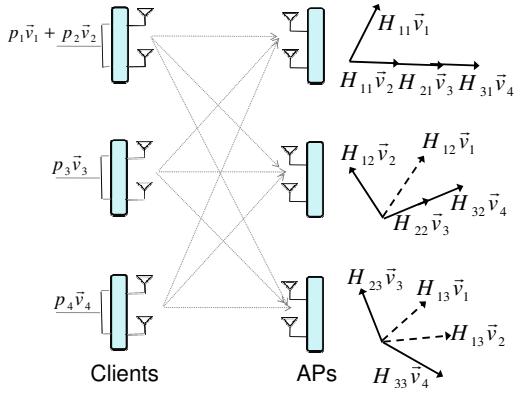 p₁v⃗₁ + p₂v⃗₂
H₁₁v⃗₁
H₁₁v⃗₂ H₂₁v⃗₃ H₃₁v⃗₄
p₃v⃗₃
H₁₂v⃗₂
H₁₂v⃗₁
H₃₂v⃗₄
H₂₂v⃗₃
p₄v⃗₄
H₂₃v⃗₃
H₁₃v⃗₁
H₁₃v⃗₂
H₃₃v⃗₄
Clients
APs